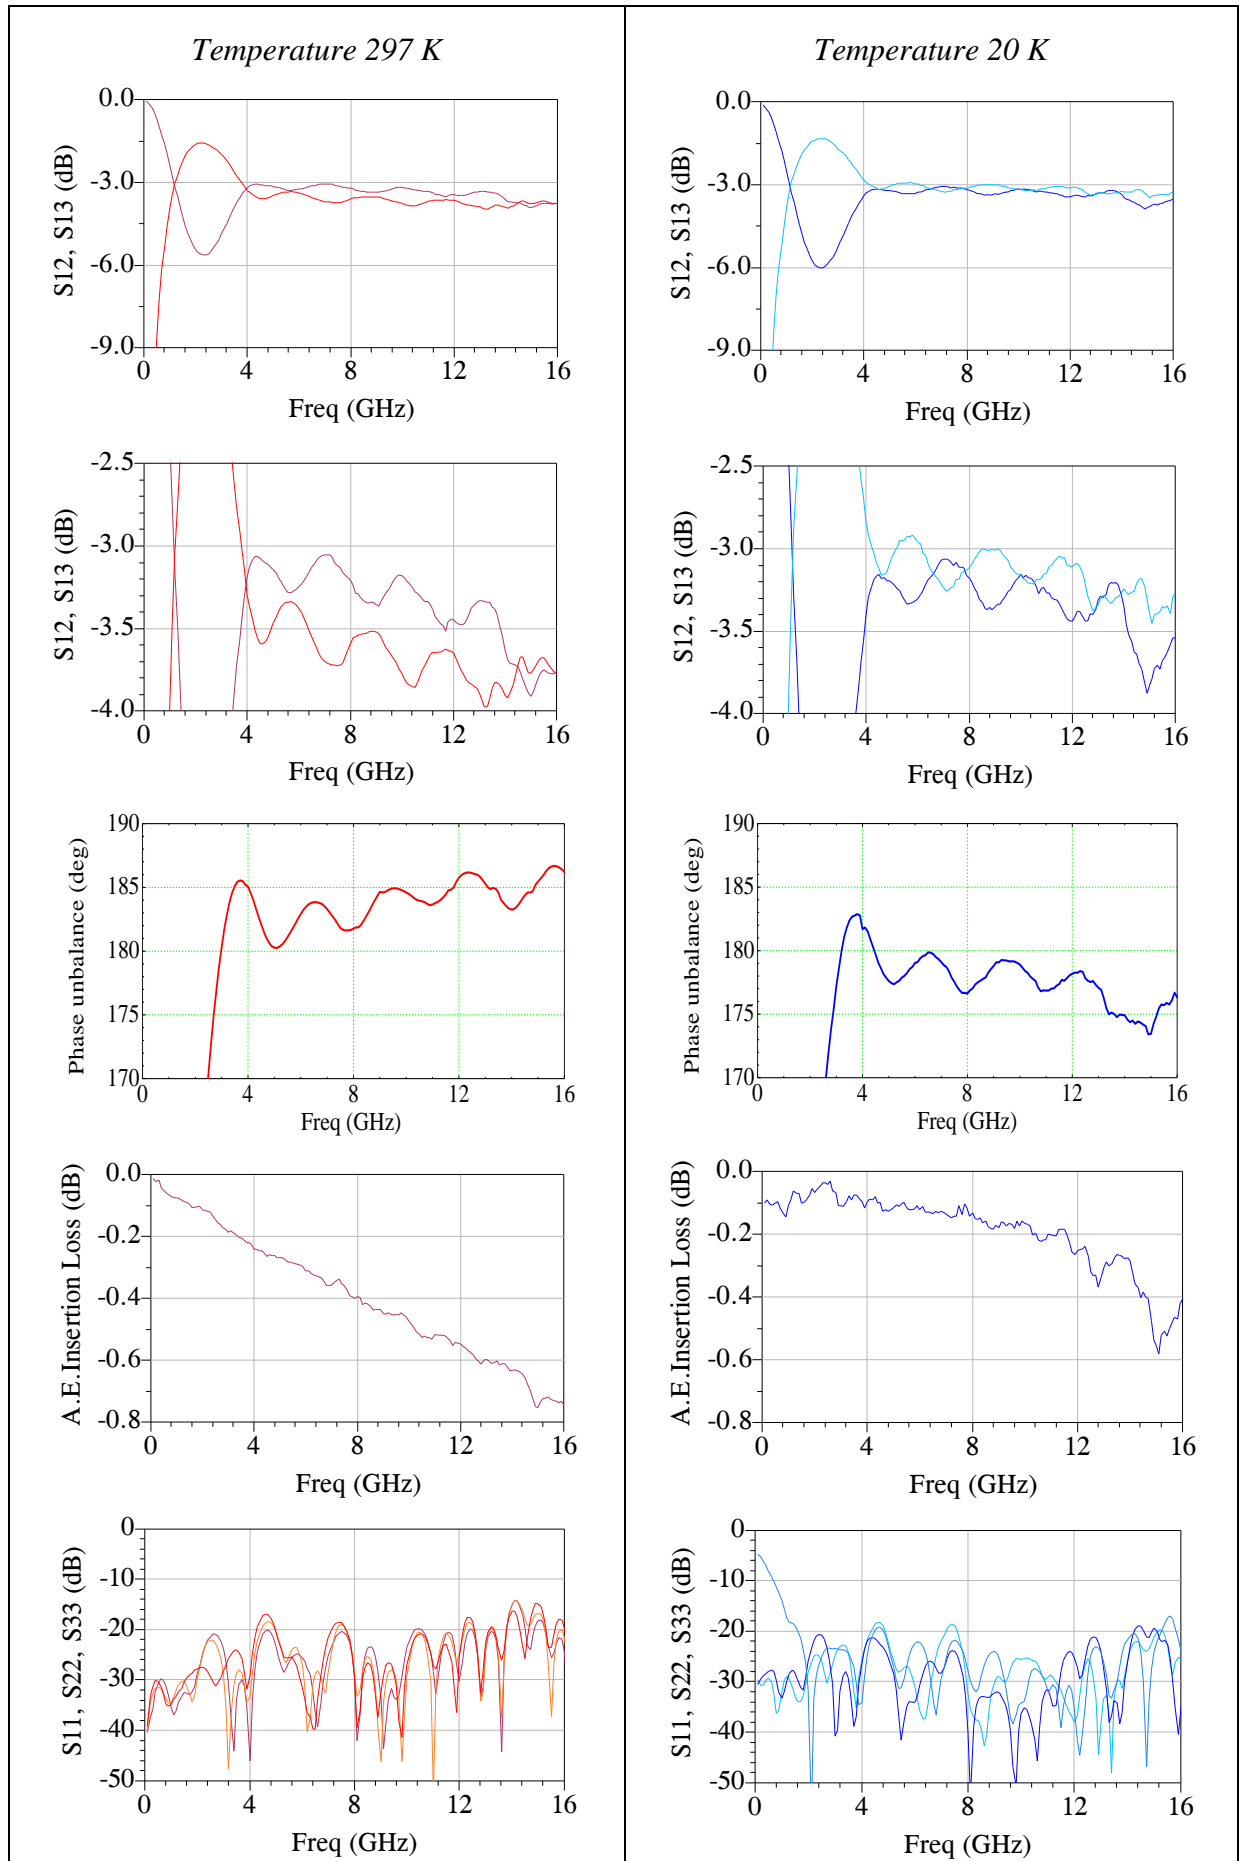 Temperature 297 K
0.0
-3.0
-6.0
-9.0
S12, S13 (dB)
0 4 8 12 16
Freq (GHz)
-2.5
-3.0
-3.5
-4.0
S12, S13 (dB)
0 4 8 12 16
Freq (GHz)
190
185
180
175
170
Phase unbalance (deg)
0 4 8 12 16
Freq (GHz)
0.0
-0.2
-0.4
-0.6
-0.8
A.E.Insertion Loss (dB)
0 4 8 12 16
Freq (GHz)
0
-10
-20
-30
-40
-50
S11, S22, S33 (dB)
0 4 8 12 16
Freq (GHz)
Temperature 20 K
0.0
-3.0
-6.0
-9.0
S12, S13 (dB)
0 4 8 12 16
Freq (GHz)
-2.5
-3.0
-3.5
-4.0
S12, S13 (dB)
0 4 8 12 16
Freq (GHz)
190
185
180
175
170
Phase unbalance (deg)
0 4 8 12 16
Freq (GHz)
0.0
-0.2
-0.4
-0.6
-0.8
A.E.Insertion Loss (dB)
0 4 8 12 16
Freq (GHz)
0
-10
-20
-30
-40
-50
S11, S22, S33 (dB)
0 4 8 12 16
Freq (GHz)